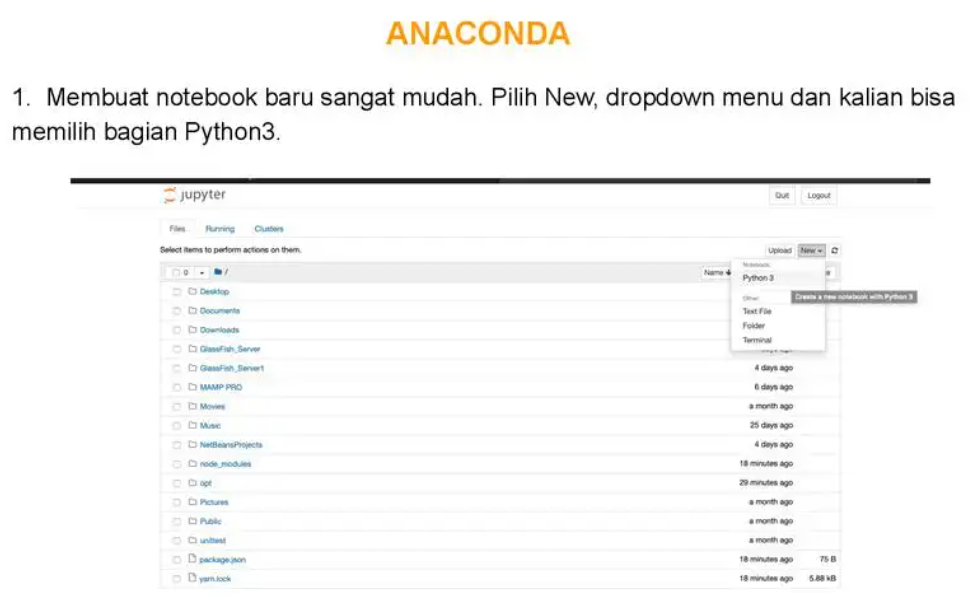 ANACONDA
1. Membuat notebook baru sangat mudah. Pilih New, dropdown menu dan kalian bisa
memilih bagian Python3.
jupyter
Quit Logout
Files Running Clusters
Select items to perform actions on them.
Upload New
0 / Name
Notebook:
Python 3
Create a new notebook with Python 3
Other:
Text File
Folder
Terminal
Desktop
Documents
Downloads
GlassFish_Server
GlassFish_Server1 4 days ago
MAMP PRO 6 days ago
Movies a month ago
Music 25 days ago
NetBeansProjects 4 days ago
node_modules 18 minutes ago
opt 29 minutes ago
Pictures a month ago
Public a month ago
unittest a month ago
package.json 18 minutes ago 75 B
yarn.lock 18 minutes ago 5.88 kB